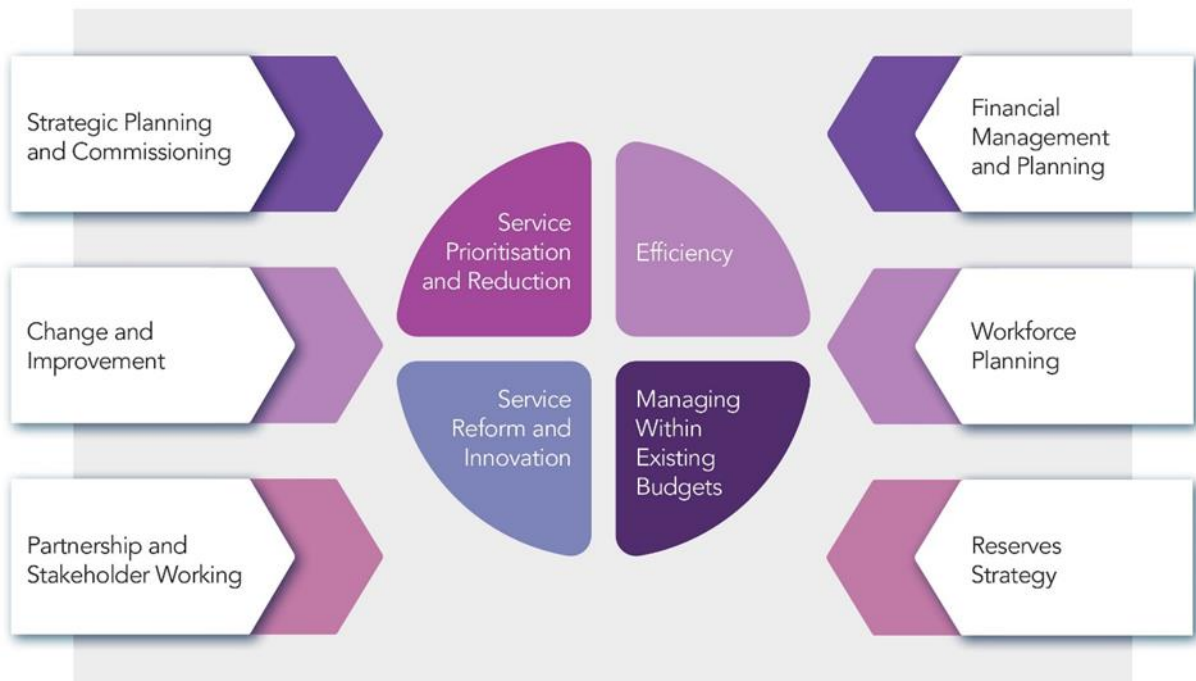 Strategic Planning
and Commissioning
Change and
Improvement
Partnership and
Stakeholder Working
Service
Prioritisation
and Reduction
Efficiency
Service
Reform and
Innovation
Managing
Within
Existing
Budgets
Financial
Management
and Planning
Workforce
Planning
Reserves
Strategy